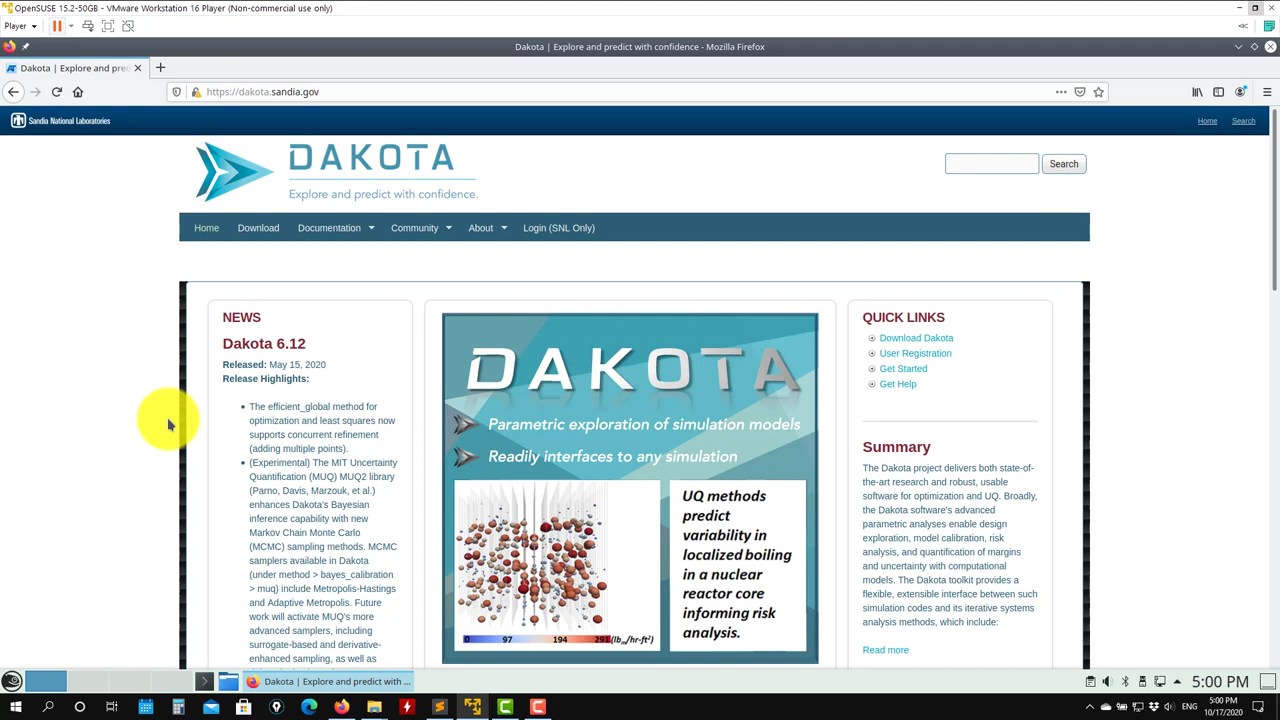 OpenSUSE 15.2-50GB - VMware Workstation 16 Player (Non-commercial use only)
Player
Dakota | Explore and predict with confidence - Mozilla Firefox
Dakota | Explore and prec
https://dakota.sandia.gov
Sandia National Laboratories
Home
Search
DAKOTA
Explore and predict with confidence.
Search
Home
Download
Documentation
Community
About
Login (SNL Only)
NEWS
Dakota 6.12
Released: May 15, 2020
Release Highlights:
The efficient_global method for
optimization and least squares now
supports concurrent refinement
(adding multiple points).
(Experimental) The MIT Uncertainty
Quantification (MUQ) MUQ2 library
(Parno, Davis, Marzouk, et al.)
enhances Dakota's Bayesian
inference capability with new
Markov Chain Monte Carlo
(MCMC) sampling methods. MCMC
samplers available in Dakota
(under method > bayes_calibration
> muq) include Metropolis-Hastings
and Adaptive Metropolis. Future
work will activate MUQ's more
advanced samplers, including
surrogate-based and derivative-
enhanced sampling, as well as
DAKOTA
Parametric exploration of simulation models
Readily interfaces to any simulation
UQ methods
predict
variability in
localized boiling
in a nuclear
reactor core
informing risk
analysis.
0 97 194 291 (lbm/hr-ft²)
QUICK LINKS
Download Dakota
User Registration
Get Started
Get Help
Summary
The Dakota project delivers both state-of-
the-art research and robust, usable
software for optimization and UQ. Broadly,
the Dakota software's advanced
parametric analyses enable design
exploration, model calibration, risk
analysis, and quantification of margins
and uncertainty with computational
models. The Dakota toolkit provides a
flexible, extensible interface between such
simulation codes and its iterative systems
analysis methods, which include:
Read more
Dakota | Explore and predict with ...
5:00 PM
ENG
5:00 PM
10/17/2020